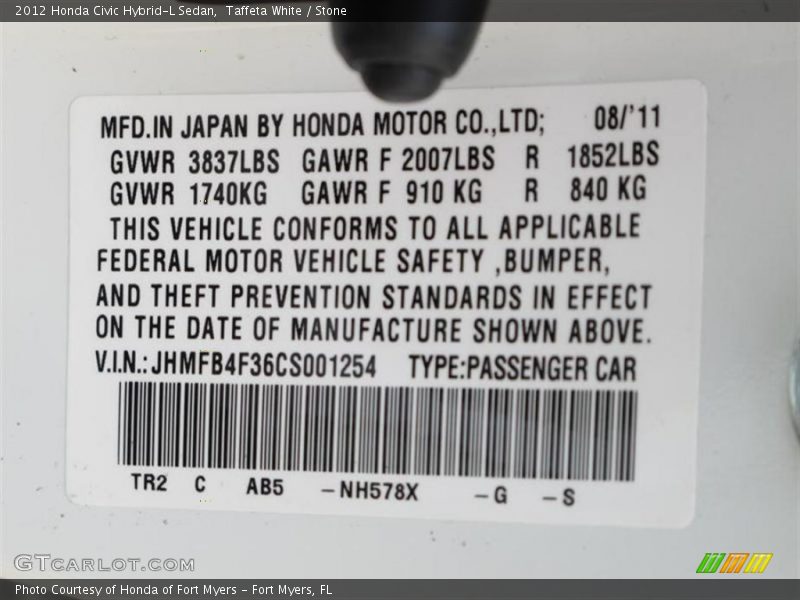 2012 Honda Civic Hybrid-L Sedan,  Taffeta White / Stone
MFD.IN JAPAN BY HONDA MOTOR CO.,LTD; 08/'11
GVWR 3837LBS GAWR F 2007LBS R 1852LBS
GVWR 1740KG GAWR F 910 KG R 840 KG
THIS VEHICLE CONFORMS TO ALL APPLICABLE
FEDERAL MOTOR VEHICLE SAFETY ,BUMPER,
AND THEFT PREVENTION STANDARDS IN EFFECT
ON THE DATE OF MANUFACTURE SHOWN ABOVE.
V.I.N.: JHMFB4F36CS001254 TYPE:PASSENGER CAR
TR2 C AB5 -NH578X -G -S
GTCARLOT.COM
Photo Courtesy of Honda of Fort Myers - Fort Myers, FL